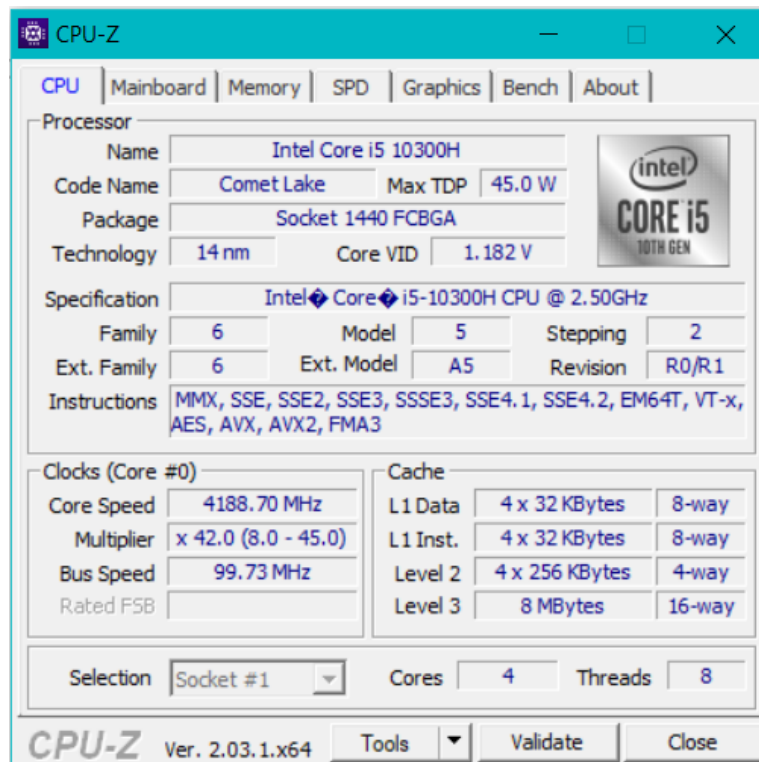 CPU-Z
CPU Mainboard Memory SPD Graphics Bench About
Processor
Name Intel Core i5 10300H
Code Name Comet Lake Max TDP 45.0 W
Package Socket 1440 FCBGA
Technology 14 nm Core VID 1.182 V
intel
CORE i5
10TH GEN
Specification Intel� Core� i5-10300H CPU @ 2.50GHz
Family 6 Model 5 Stepping 2
Ext. Family 6 Ext. Model A5 Revision R0/R1
Instructions MMX, SSE, SSE2, SSE3, SSSE3, SSE4.1, SSE4.2, EM64T, VT-x,
AES, AVX, AVX2, FMA3
Clocks (Core #0)
Core Speed 4188.70 MHz
Multiplier x 42.0 (8.0 - 45.0)
Bus Speed 99.73 MHz
Rated FSB
Cache
L1 Data 4 x 32 KBytes 8-way
L1 Inst. 4 x 32 KBytes 8-way
Level 2 4 x 256 KBytes 4-way
Level 3 8 MBytes 16-way
Selection Socket #1 Cores 4 Threads 8
CPU-Z Ver. 2.03.1.x64 Tools Validate Close